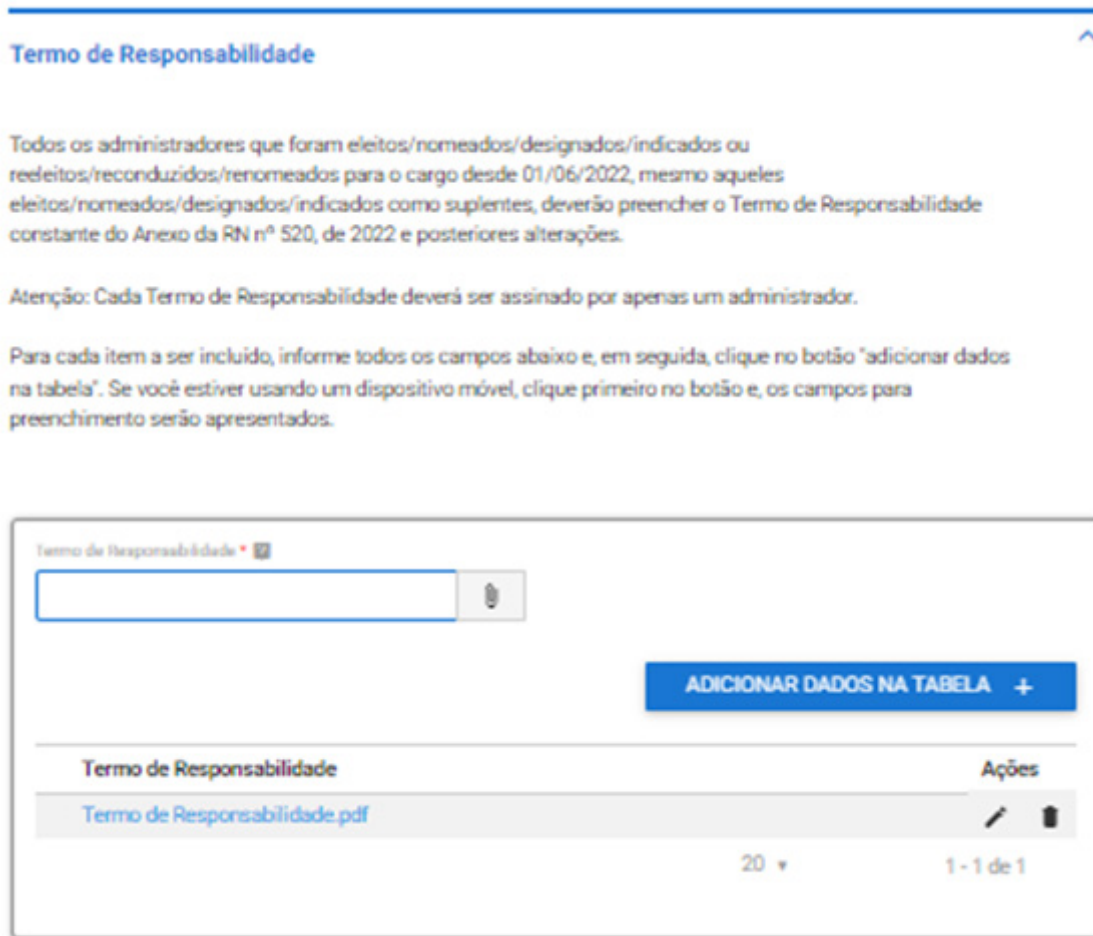 Termo de Responsabilidade
Todos os administradores que foram eleitos/nomeados/designados/indicados ou
reeleitos/reconduzidos/renomeados para o cargo desde 01/06/2022, mesmo aqueles
eleitos/nomeados/designados/indicados como suplentes, deverão preencher o Termo de Responsabilidade
constante do Anexo da RN nº 520, de 2022 e posteriores alterações.
Atenção: Cada Termo de Responsabilidade deverá ser assinado por apenas um administrador.
Para cada item a ser incluido, informe todos os campos abaixo e, em seguida, clique no botão "adicionar dados
na tabela". Se você estiver usando um dispositivo móvel, clique primeiro no botão e, os campos para
preenchimento serão apresentados.
Termo de Responsabilidade *
ADICIONAR DADOS NA TABELA +
Termo de Responsabilidade Ações
Termo de Responsabilidade.pdf
20 1 - 1 de 1